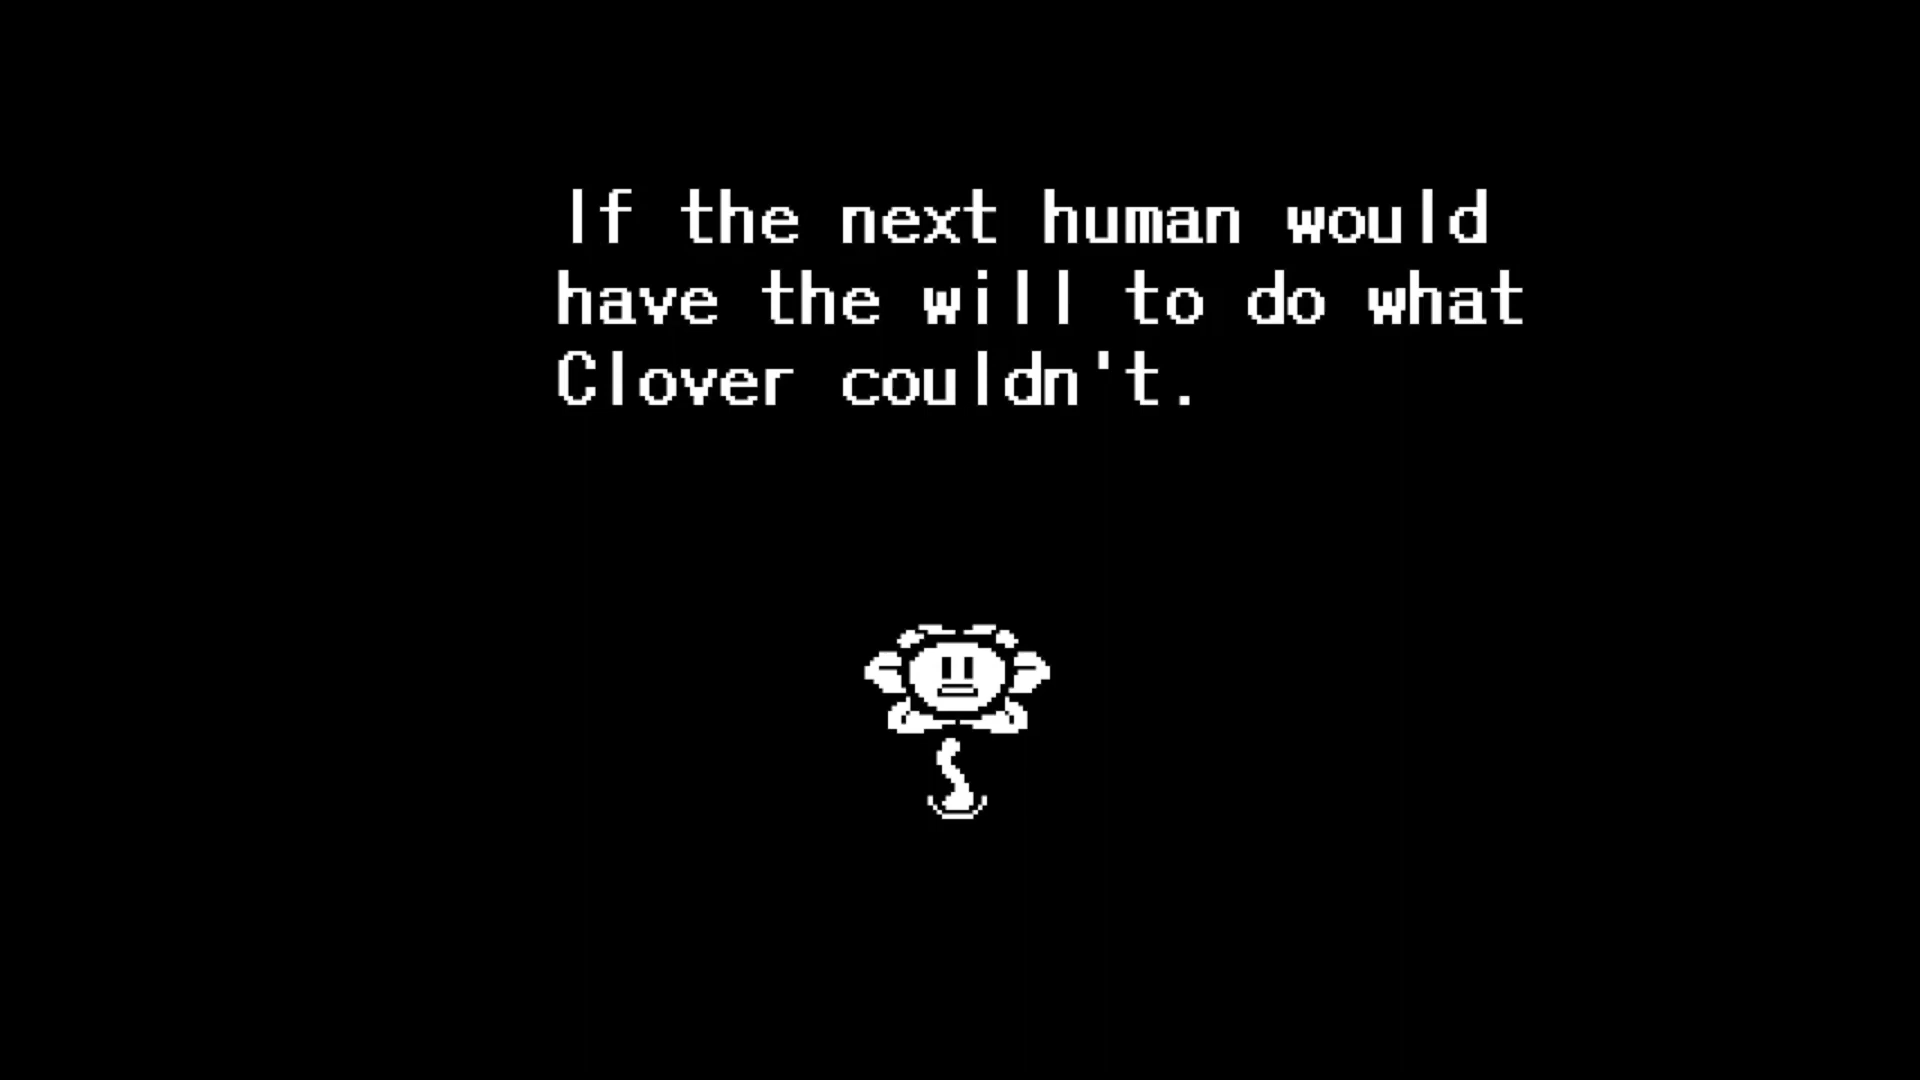 If the next human would
have the will to do what
Clover couldn't.